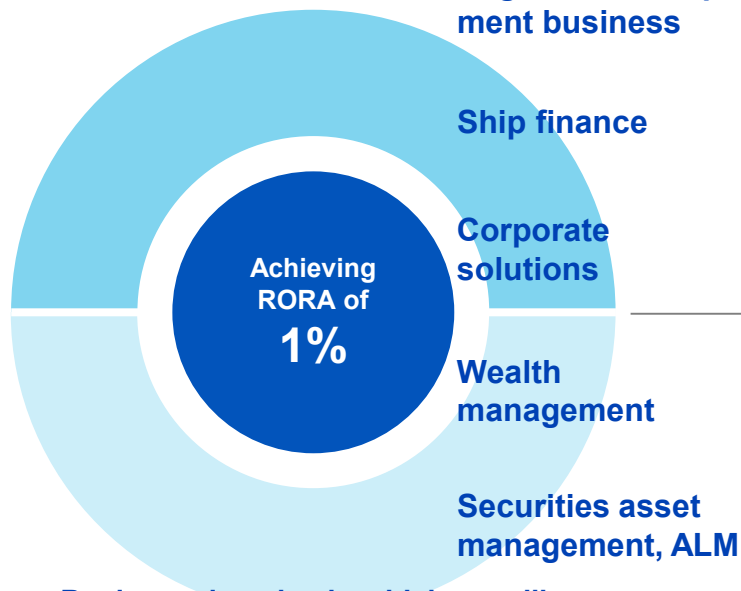 ment business
Ship finance
Corporate
solutions
Achieving
RORA of
1%
Wealth
management
Securities asset
management, ALM